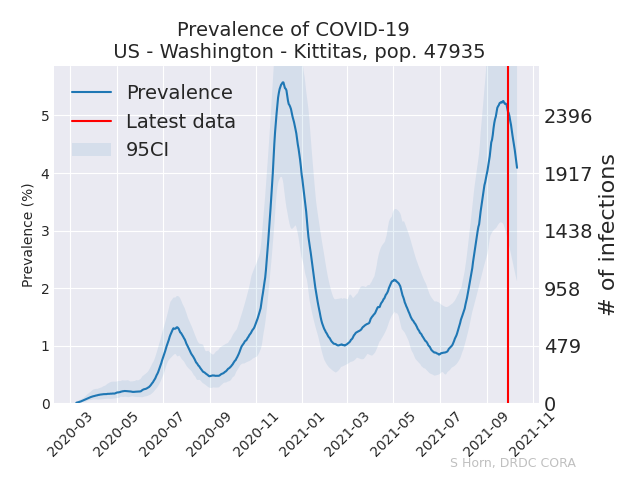 Prevalence of COVID-19
US - Washington - Kittitas, pop. 47935
Prevalence
Latest data
95CI
Prevalence (%)
5
4
3
2
1
0
2396
1917
1438
958
479
0
# of infections
2020-03
2020-05
2020-07
2020-09
2020-11
2021-01
2021-03
2021-05
2021-07
2021-09
2021-11
S Horn, DRDC CORA